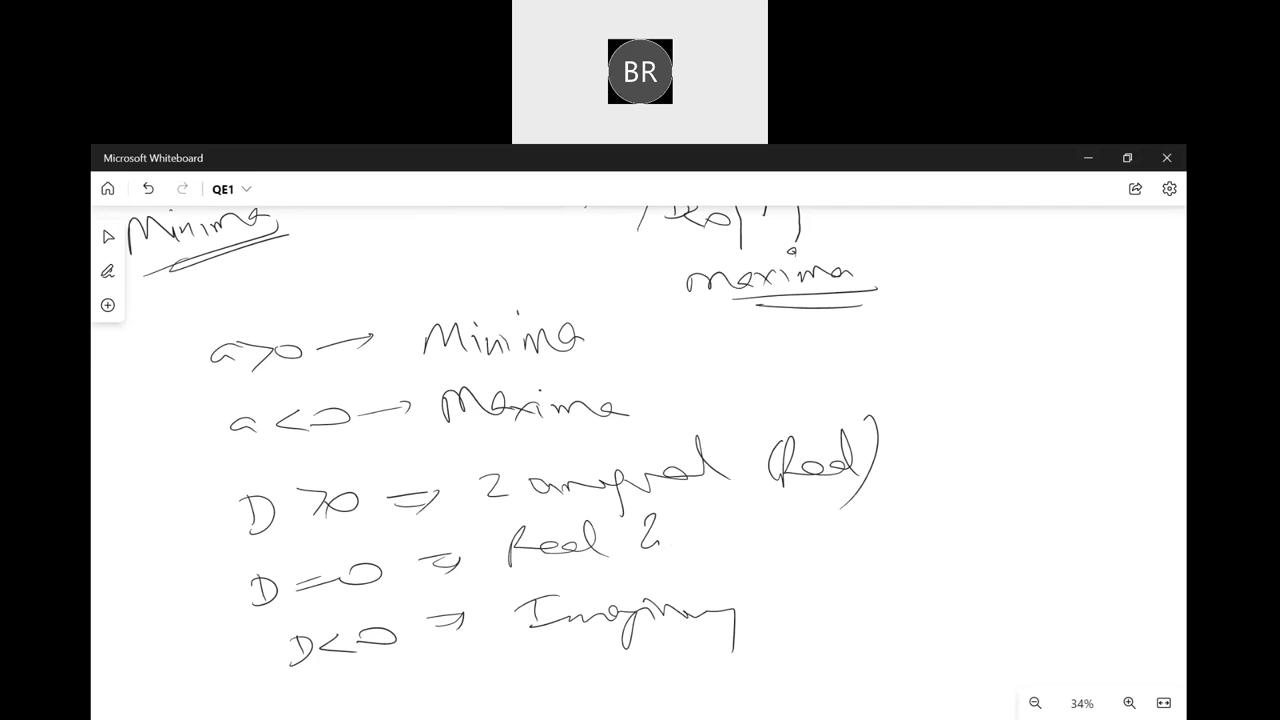 BR
Microsoft Whiteboard
QE1
Minima
maxima
a>0 → Minima
a<0 → Maxima
D>0 ⇒ 2 unequal (Real)
D=0 ⇒ Real &
D<0 ⇒ Imaginary
34%